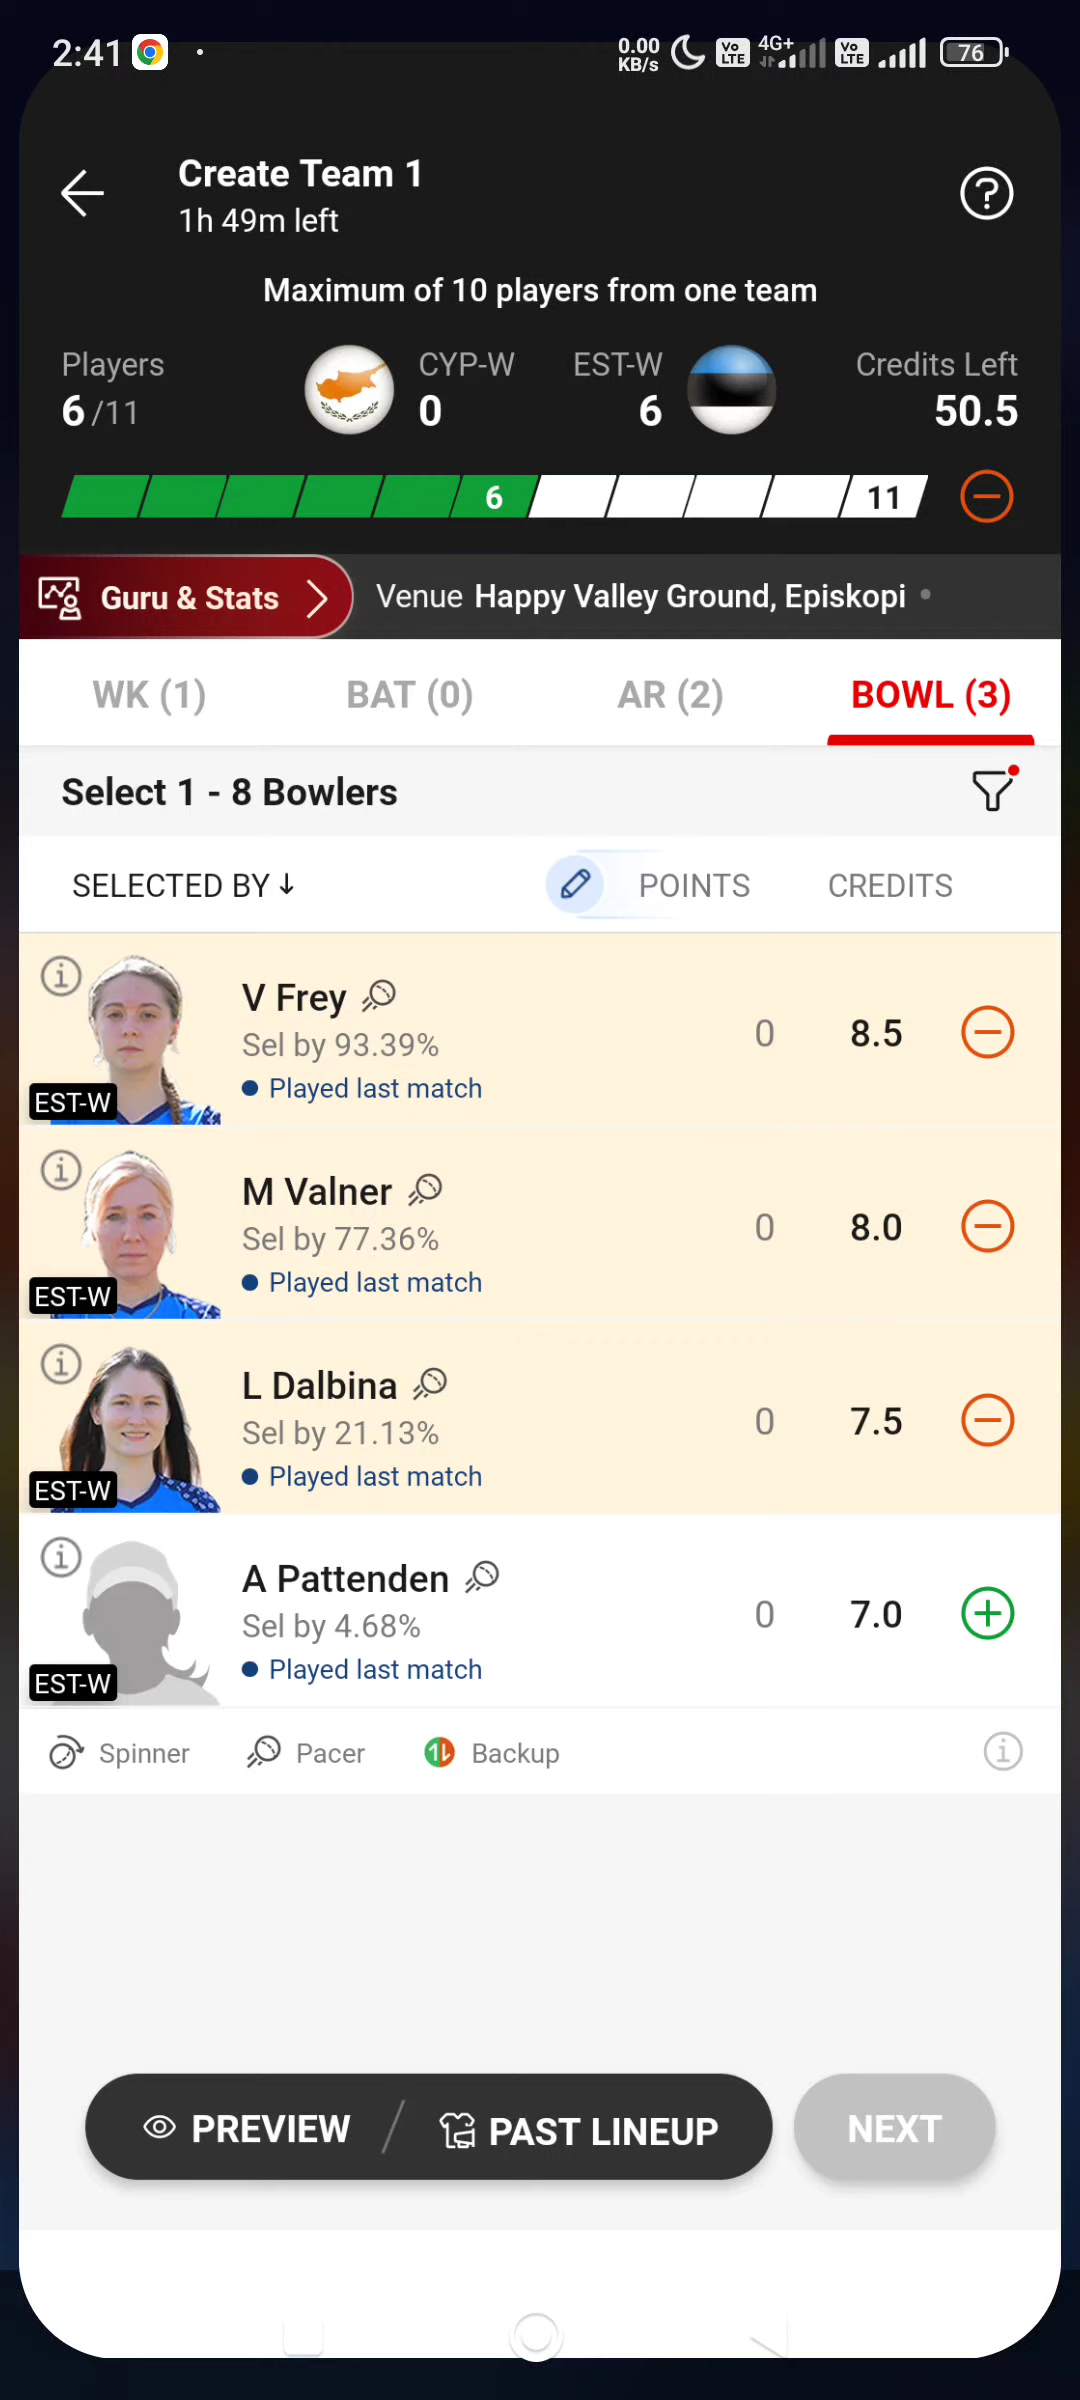 2:41
0.00 KB/s
Vo LTE
4G+
Vo LTE
76
Create Team 1
1h 49m left
Maximum of 10 players from one team
Players
6/11
CYP-W
0
EST-W
6
Credits Left
50.5
6
11
Guru & Stats
Venue Happy Valley Ground, Episkopi
WK (1)
BAT (0)
AR (2)
BOWL (3)
Select 1 - 8 Bowlers
SELECTED BY ↓
POINTS
CREDITS
V Frey
Sel by 93.39%
Played last match
EST-W
0
8.5
M Valner
Sel by 77.36%
Played last match
EST-W
0
8.0
L Dalbina
Sel by 21.13%
Played last match
EST-W
0
7.5
A Pattenden
Sel by 4.68%
Played last match
EST-W
0
7.0
Spinner
Pacer
Backup
PREVIEW
PAST LINEUP
NEXT